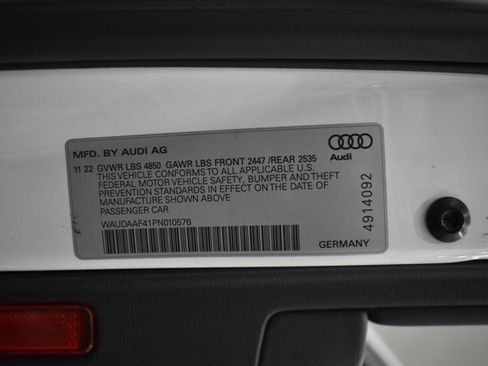 MFD. BY AUDI AG
11 22 GVWR LBS 4850 GAWR LBS FRONT 2447 /REAR 2535
THIS VEHICLE CONFORMS TO ALL APPLICABLE U.S.
FEDERAL MOTOR VEHICLE SAFETY, BUMPER AND THEFT
PREVENTION STANDARDS IN EFFECT ON THE DATE OF
MANUFACTURE SHOWN ABOVE
PASSENGER CAR
WAUDAAF41PN010576
Audi
4914092
GERMANY